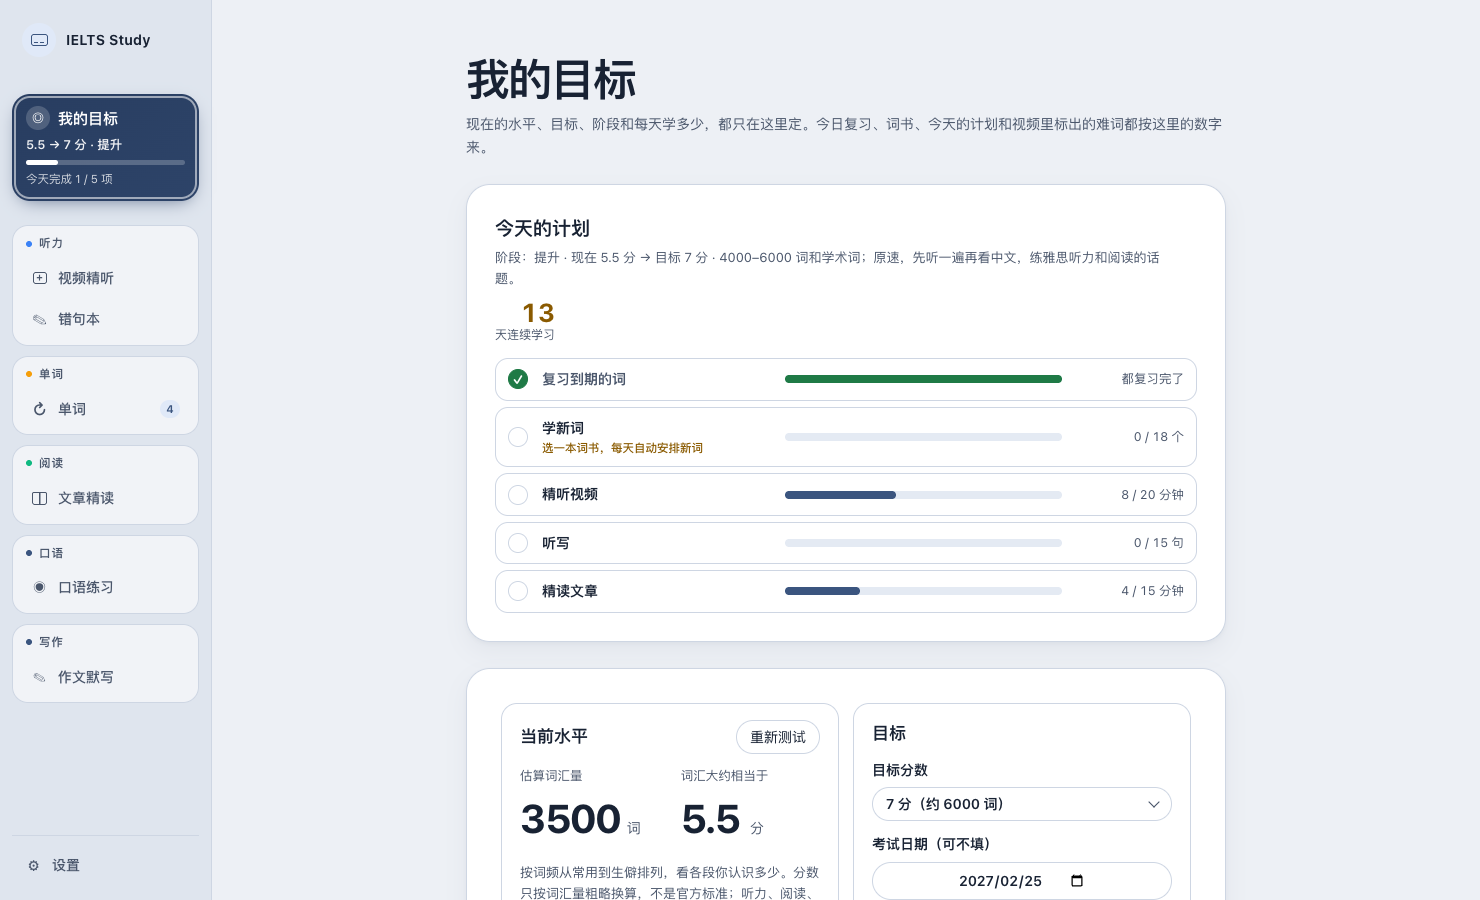 IELTS Study
我的目标
5.5 → 7 分 · 提升
今天完成 1 / 5 项
听力
视频精听
错句本
单词
单词
4
阅读
文章精读
口语
口语练习
写作
作文默写
设置
我的目标
现在的水平、目标、阶段和每天学多少，都只在这里定。今日复习、词书、今天的计划和视频里标出的难词都按这里的数字
来。
今天的计划
阶段：提升 · 现在 5.5 分 → 目标 7 分 · 4000–6000 词和学术词；原速，先听一遍再看中文，练雅思听力和阅读的话
题。
13
天连续学习
复习到期的词
都复习完了
学新词
选一本词书，每天自动安排新词
0 / 18 个
精听视频
8 / 20 分钟
听写
0 / 15 句
精读文章
4 / 15 分钟
当前水平
重新测试
估算词汇量
词汇大约相当于
3500 词
5.5 分
按词频从常用到生僻排列，看各段你认识多少。分数
只按词汇量粗略换算，不是官方标准；听力、阅读、
目标
目标分数
7 分（约 6000 词）
考试日期（可不填）
2027/02/25